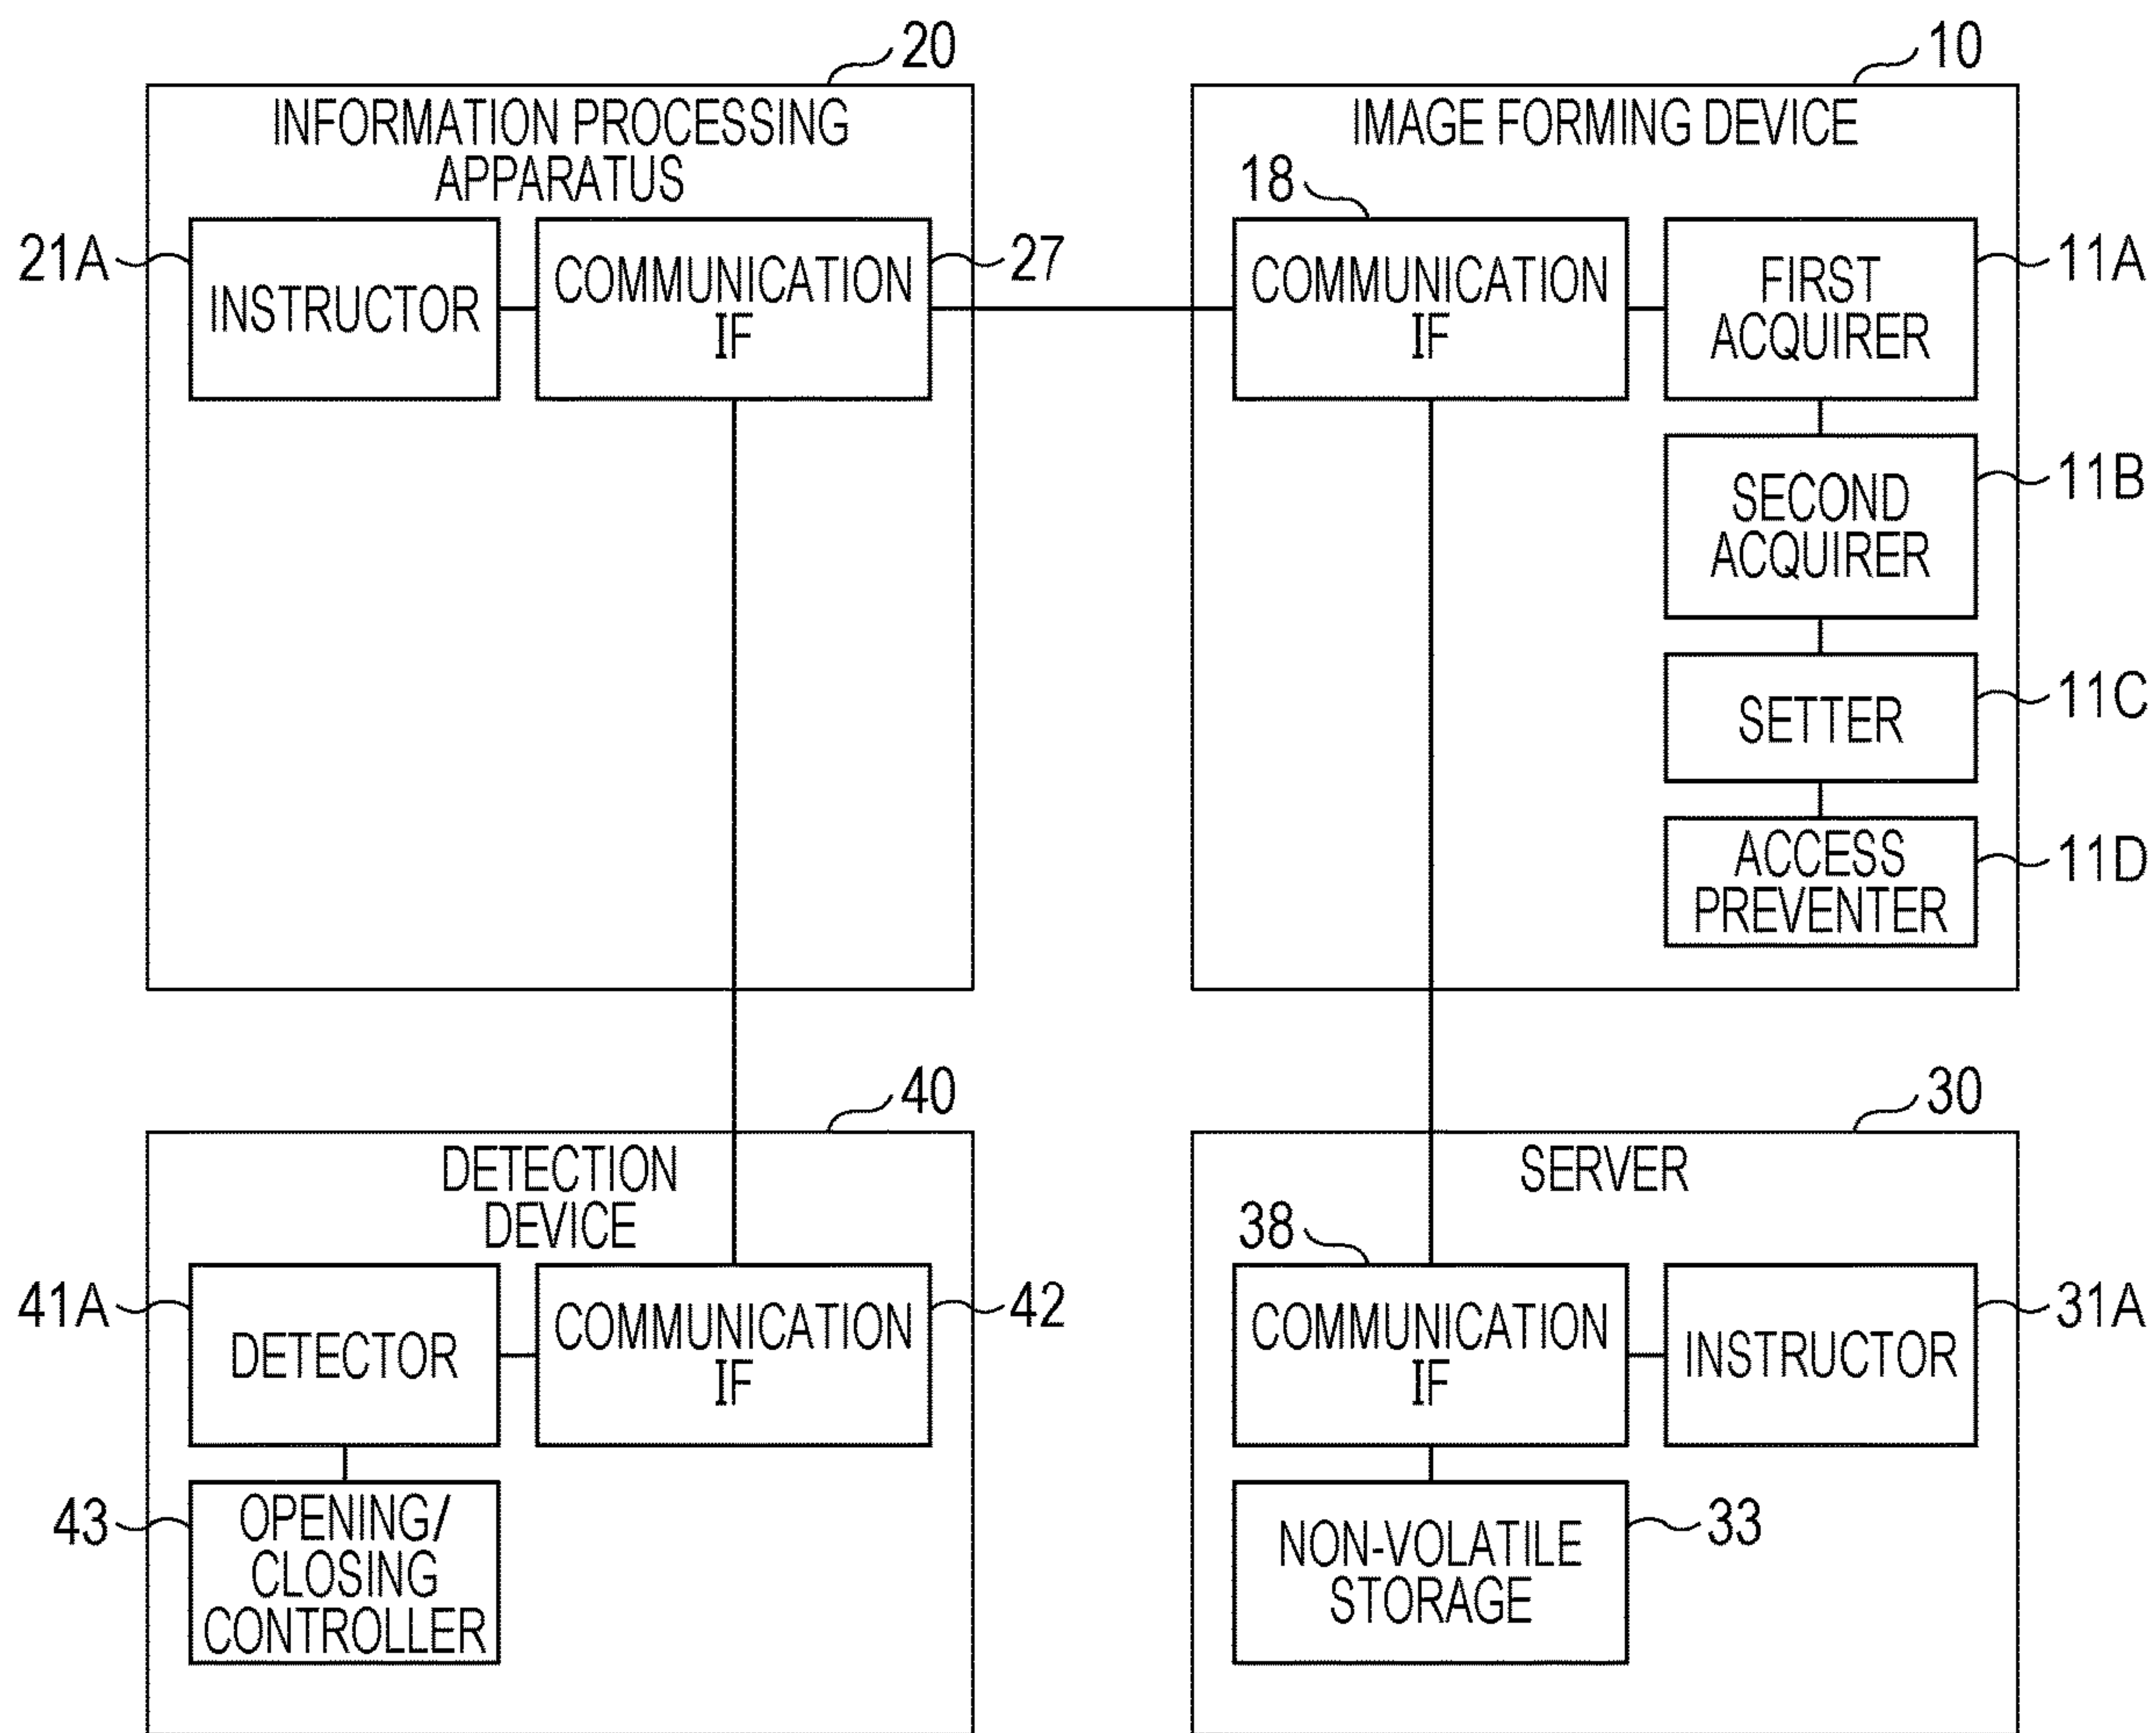 20
INFORMATION PROCESSING
APPARATUS
21A
INSTRUCTOR
COMMUNICATION
IF
27
10
IMAGE FORMING DEVICE
18
COMMUNICATION
IF
FIRST
ACQUIRER
11A
SECOND
ACQUIRER
11B
SETTER
11C
ACCESS
PREVENTER
11D
40
DETECTION
DEVICE
41A
DETECTOR
COMMUNICATION
IF
42
43
OPENING/
CLOSING
CONTROLLER
30
SERVER
38
COMMUNICATION
IF
INSTRUCTOR
31A
NON-VOLATILE
STORAGE
33